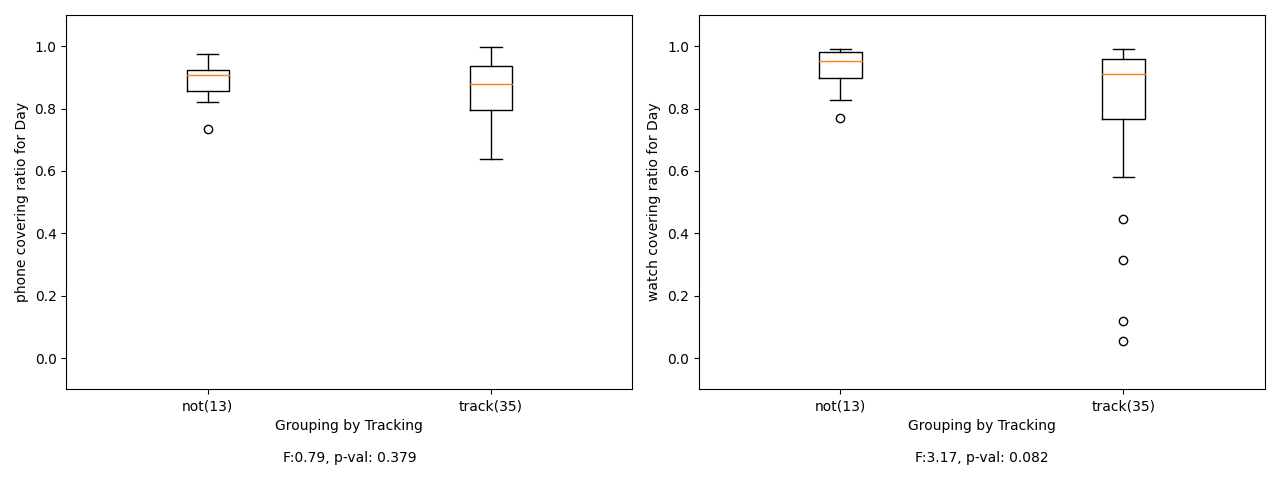 phone covering ratio for Day
1.0
0.8
0.6
0.4
0.2
0.0
not(13) track(35)
Grouping by Tracking
F:0.79, p-val: 0.379
watch covering ratio for Day
1.0
0.8
0.6
0.4
0.2
0.0
not(13) track(35)
Grouping by Tracking
F:3.17, p-val: 0.082